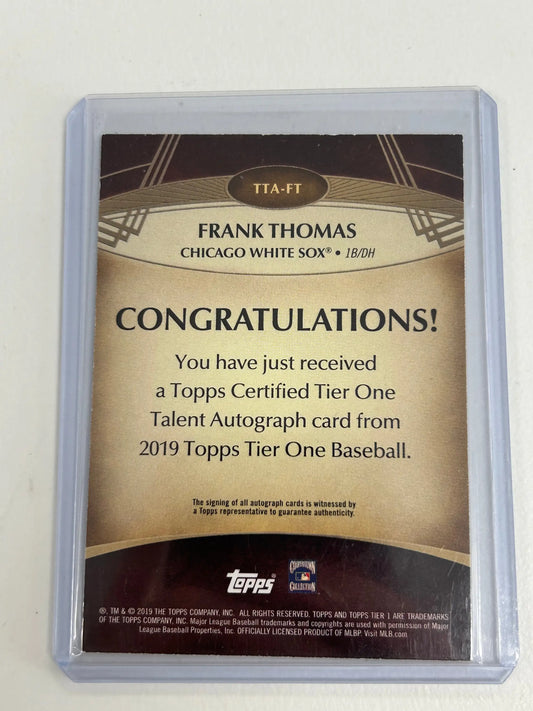 TTA-FT
FRANK THOMAS
CHICAGO WHITE SOX® • 1B/DH
CONGRATULATIONS!
You have just received
a Topps Certified Tier One
Talent Autograph card from
2019 Topps Tier One Baseball.
The signing of all autograph cards is witnessed by
a Topps representative to guarantee authenticity.
topps®
COOPERSTOWN
COLLECTION
®, TM & © 2019 THE TOPPS COMPANY, INC. ALL RIGHTS RESERVED. TOPPS AND TOPPS TIER 1 ARE TRADEMARKS
OF THE TOPPS COMPANY, INC. Major League Baseball trademarks and copyrights are used with permission of Major
League Baseball Properties, Inc. OFFICIALLY LICENSED PRODUCT OF MLBP. Visit MLB.com